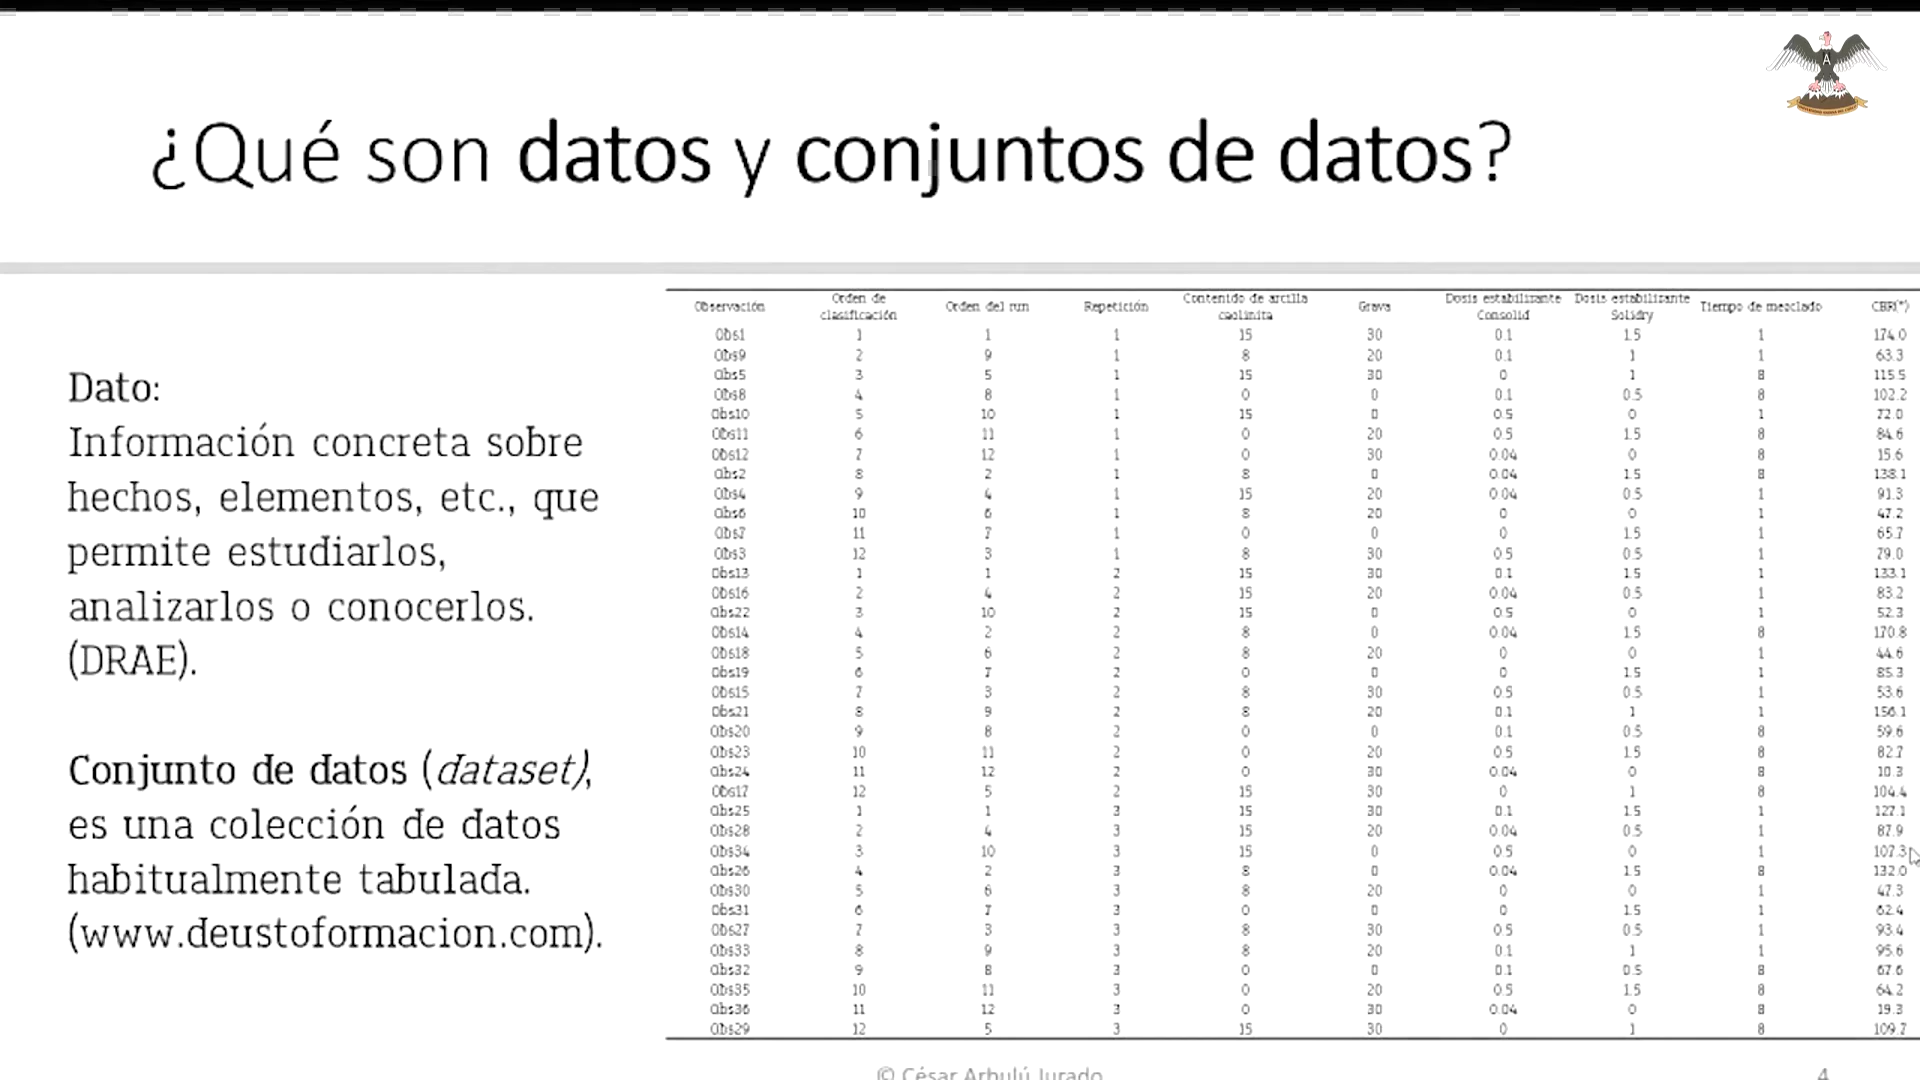 ¿Qué son datos y conjuntos de datos?
Dato:
Información concreta sobre
hechos, elementos, etc., que
permite estudiarlos,
analizarlos o conocerlos.
(DRAE).
Conjunto de datos (dataset),
es una colección de datos
habitualmente tabulada.
(www.deustoformacion.com).
Observación Orden de clasificación Orden del run Repetición Contenido de arcilla caolinita Grava Dosis estabilizante Consolid Dosis estabilizante Solidry Tiempo de mezclado CBR(*)
Obs1 1 1 1 15 30 0.1 1.5 1 174.0
Obs9 2 9 1 8 20 0.1 1 1 63.3
Obs5 3 5 1 15 30 0 1 8 115.5
Obs8 4 8 1 0 0 0.1 0.5 8 102.2
Obs10 5 10 1 15 0 0.5 0 1 72.0
Obs11 6 11 1 0 20 0.5 1.5 8 84.6
Obs12 7 12 1 0 30 0.04 0 8 15.6
Obs2 8 2 1 8 0 0.04 1.5 8 138.1
Obs4 9 4 1 15 20 0.04 0.5 1 91.3
Obs6 10 6 1 8 20 0 0 1 47.2
Obs7 11 7 1 0 0 0 1.5 1 65.7
Obs3 12 3 1 8 30 0.5 0.5 1 79.0
Obs13 1 1 2 15 30 0.1 1.5 1 133.1
Obs16 2 4 2 15 20 0.04 0.5 1 83.2
Obs22 3 10 2 15 0 0.5 0 1 52.3
Obs14 4 2 2 8 0 0.04 1.5 8 170.8
Obs18 5 6 2 8 20 0 0 1 44.6
Obs19 6 7 2 0 0 0 1.5 1 85.3
Obs15 7 3 2 8 30 0.5 0.5 1 53.6
Obs21 8 9 2 8 20 0.1 1 1 156.1
Obs20 9 8 2 0 0 0.1 0.5 8 59.6
Obs23 10 11 2 0 20 0.5 1.5 8 82.7
Obs24 11 12 2 0 30 0.04 0 8 10.3
Obs17 12 5 2 15 30 0 1 8 104.4
Obs25 1 1 3 15 30 0.1 1.5 1 127.1
Obs28 2 4 3 15 20 0.04 0.5 1 87.9
Obs34 3 10 3 15 0 0.5 0 1 107.3
Obs26 4 2 3 8 0 0.04 1.5 8 132.0
Obs30 5 6 3 8 20 0 0 1 47.3
Obs31 6 7 3 0 0 0 1.5 1 62.4
Obs27 7 3 3 8 30 0.5 0.5 1 93.4
Obs33 8 9 3 8 20 0.1 1 1 95.6
Obs32 9 8 3 0 0 0.1 0.5 8 67.6
Obs35 10 11 3 0 20 0.5 1.5 8 64.2
Obs36 11 12 3 0 30 0.04 0 8 19.3
Obs29 12 5 3 15 30 0 1 8 109.7
© César Arbulú Jurado 4